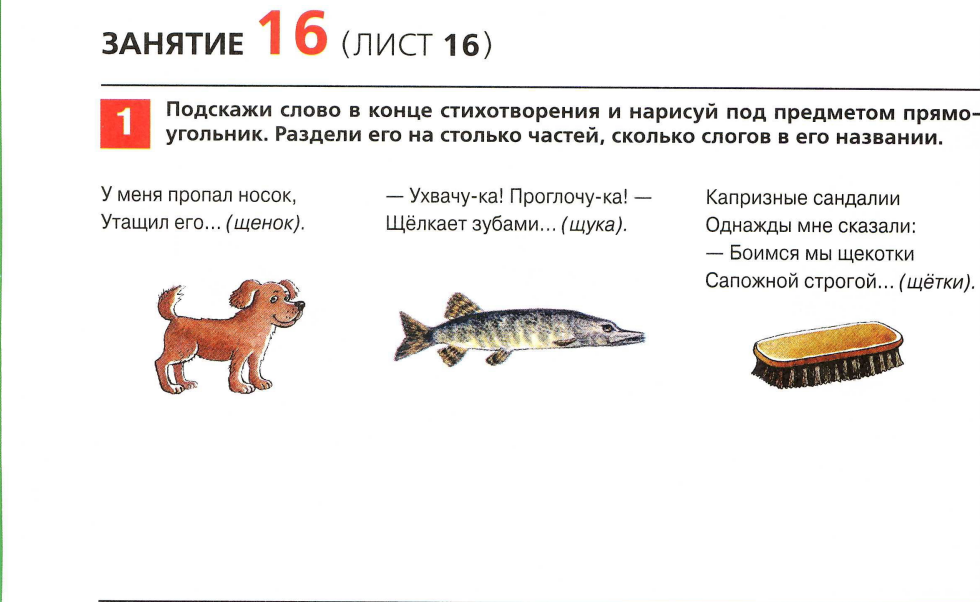 ЗАНЯТИЕ 16 (ЛИСТ 16)
1
Подскажи слово в конце стихотворения и нарисуй под предметом прямо-
угольник. Раздели его на столько частей, сколько слогов в его названии.
У меня пропал носок,
Утащил его... (щенок).
— Ухвачу-ка! Проглочу-ка! —
Щёлкает зубами... (щука).
Капризные сандалии
Однажды мне сказали:
— Боимся мы щекотки
Сапожной строгой... (щётки).